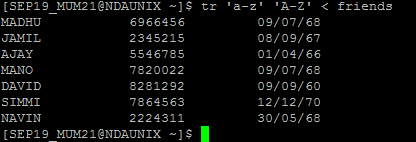 [SEP19_MUM21@NDAUNIX ~]$ tr 'a-z' 'A-Z' < friends
MADHU 6966456 09/07/68
JAMIL 2345215 08/09/67
AJAY 5546785 01/04/66
MANO 7820022 09/07/68
DAVID 8281292 09/09/60
SIMMI 7864563 12/12/70
NAVIN 2224311 30/05/68
[SEP19_MUM21@NDAUNIX ~]$